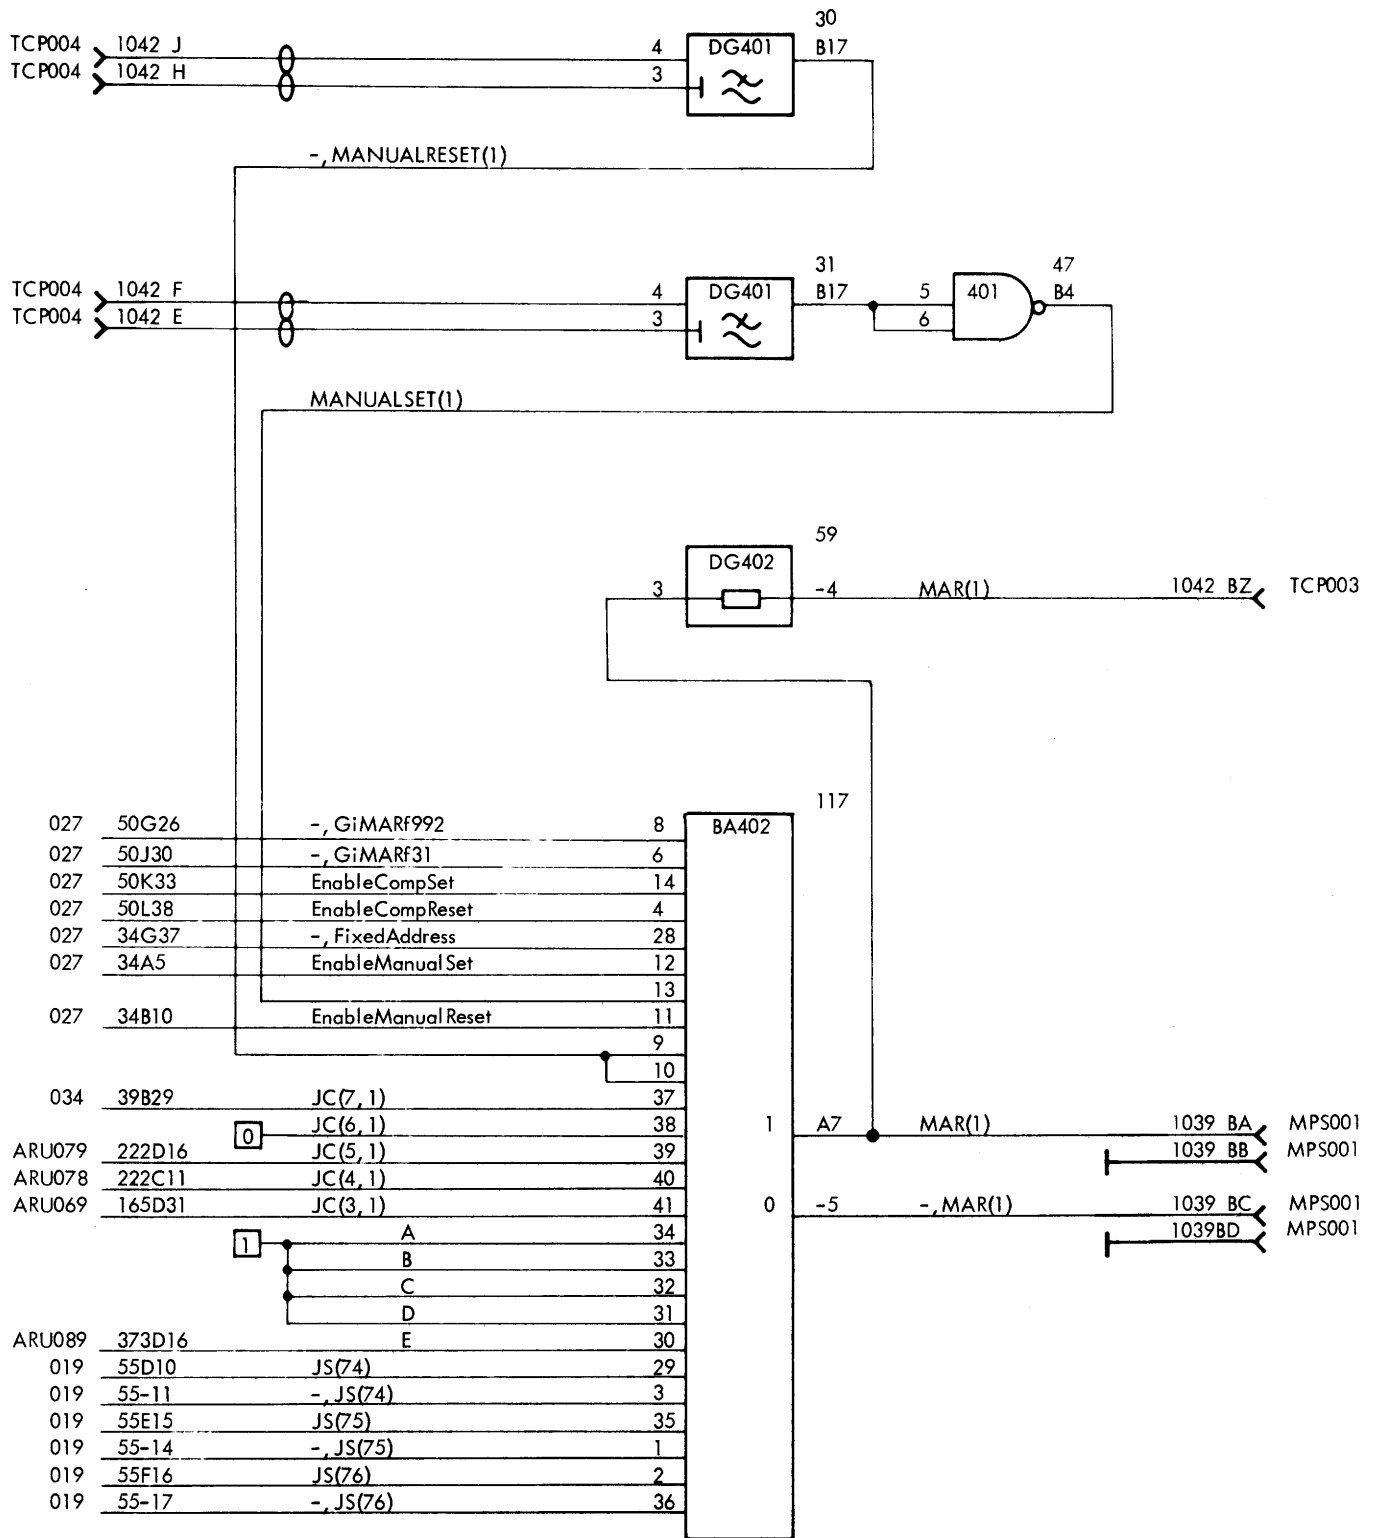 30
TCP004 1042 J 4 DG401 B17
TCP004 1042 H 3
-, MANUALRESET(1)
31 47
TCP004 1042 F 4 DG401 B17 5 401 B4
TCP004 1042 E 3 6
MANUALSET(1)
59
DG402
3 -4 MAR(1) 1042 BZ TCP003
117
027 50G26 -, GiMARf992 8 BA402
027 50J30 -, GiMARf31 6
027 50K33 EnableCompSet 14
027 50L38 EnableCompReset 4
027 34G37 -, FixedAddress 28
027 34A5 EnableManualSet 12
13
027 34B10 EnableManualReset 11
9
10
034 39B29 JC(7,1) 37
0 JC(6,1) 38 1 A7 MAR(1) 1039 BA MPS001
ARU079 222D16 JC(5,1) 39 1039 BB MPS001
ARU078 222C11 JC(4,1) 40
ARU069 165D31 JC(3,1) 41 0 -5 -, MAR(1) 1039 BC MPS001
1 A 34 1039BD MPS001
B 33
C 32
D 31
ARU089 373D16 E 30
019 55D10 JS(74) 29
019 55-11 -, JS(74) 3
019 55E15 JS(75) 35
019 55-14 -, JS(75) 1
019 55F16 JS(76) 2
019 55-17 -, JS(76) 36